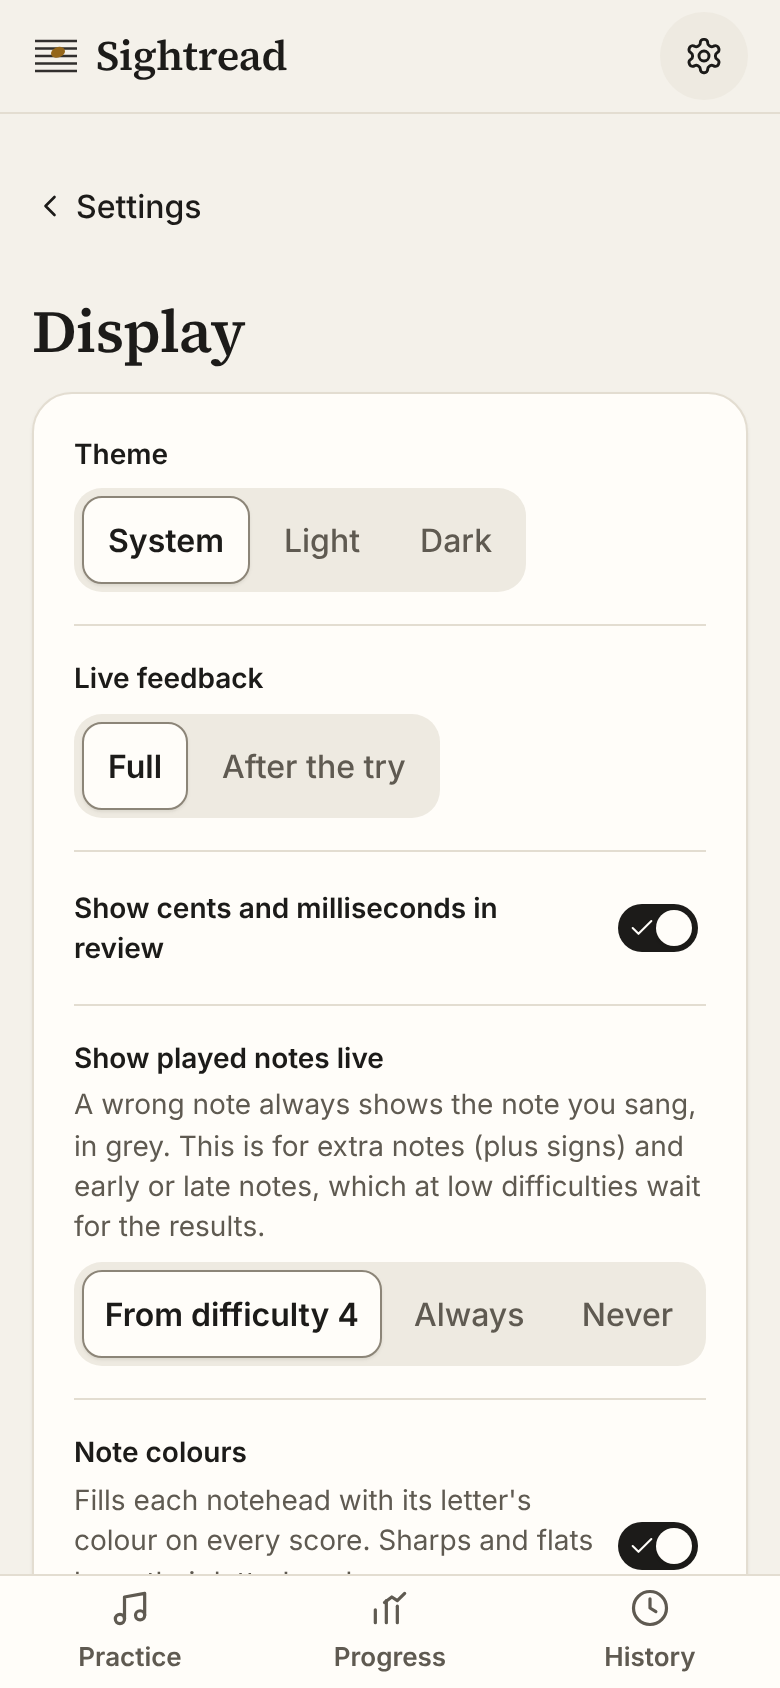 Sightread
Settings
Display
Theme
System Light Dark
Live feedback
Full After the try
Show cents and milliseconds in
review
Show played notes live
A wrong note always shows the note you sang,
in grey. This is for extra notes (plus signs) and
early or late notes, which at low difficulties wait
for the results.
From difficulty 4 Always Never
Note colours
Fills each notehead with its letter's
colour on every score. Sharps and flats
Practice Progress History